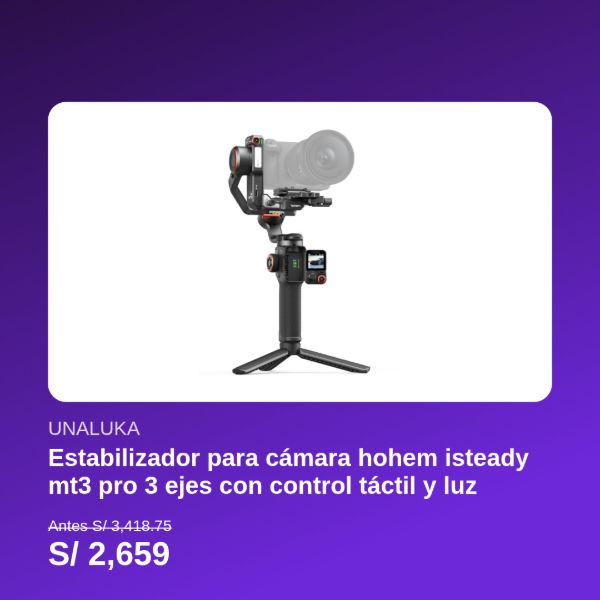 UNALUKA
Estabilizador para cámara hohem isteady
mt3 pro 3 ejes con control táctil y luz
Antes S/ 3,418.75
S/ 2,659